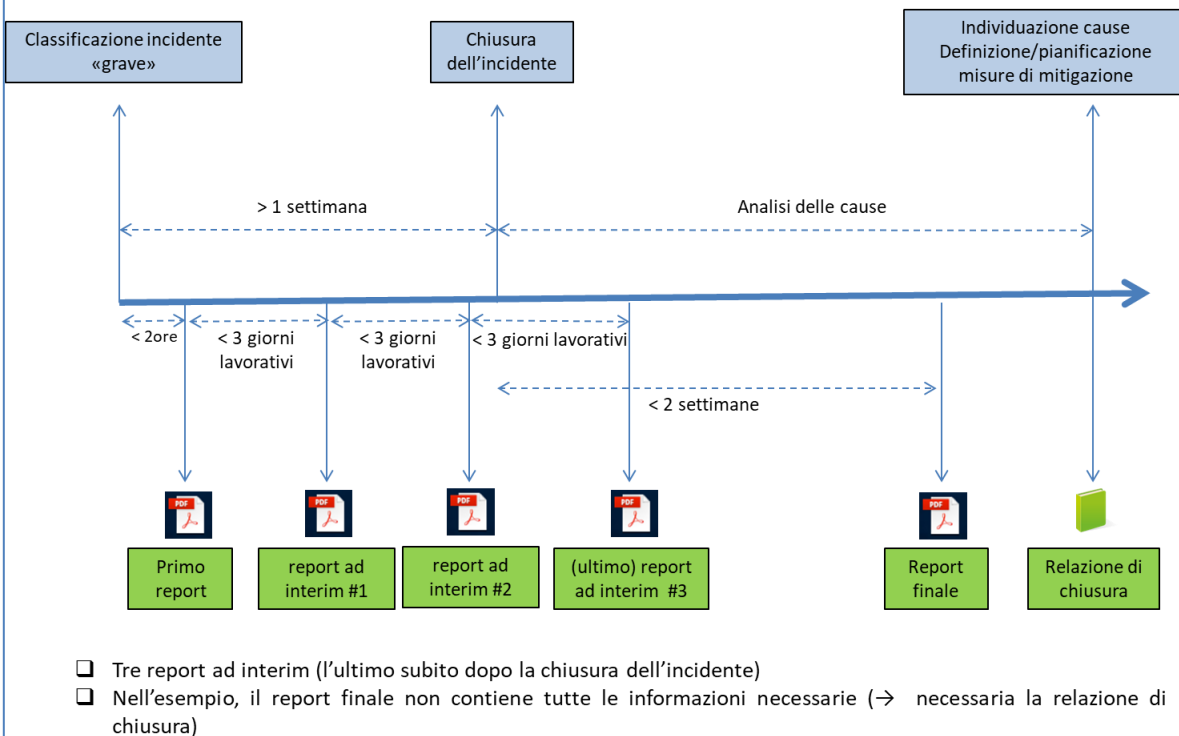 Classificazione incidente
«grave»
Chiusura
dell’incidente
Individuazione cause
Definizione/pianificazione
misure di mitigazione
> 1 settimana
Analisi delle cause
< 2ore
< 3 giorni
lavorativi
< 3 giorni
lavorativi
< 3 giorni lavorativi
< 2 settimane
PDF
PDF
PDF
PDF
PDF
Primo
report
report ad
interim #1
report ad
interim #2
(ultimo) report
ad interim #3
Report
finale
Relazione di
chiusura
Tre report ad interim (l’ultimo subito dopo la chiusura dell’incidente)
Nell’esempio, il report finale non contiene tutte le informazioni necessarie (→ necessaria la relazione di
chiusura)